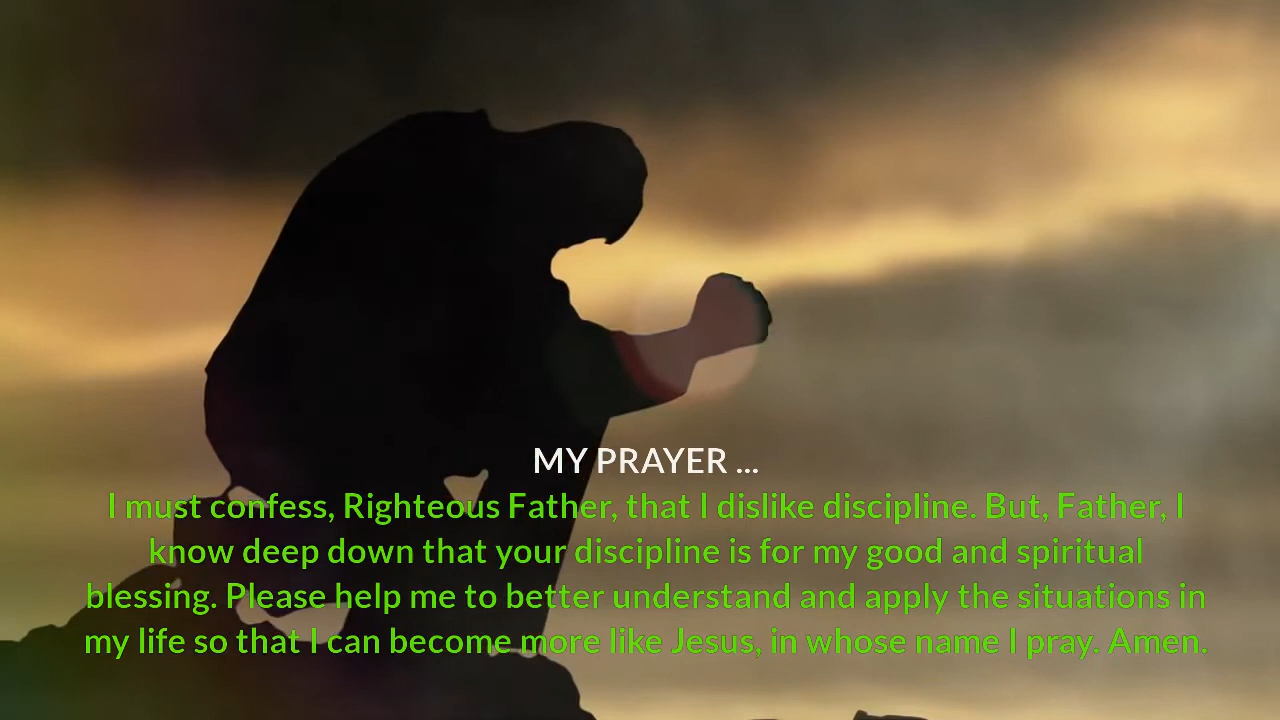 MY PRAYER ...
I must confess, Righteous Father, that I dislike discipline. But, Father, I
know deep down that your discipline is for my good and spiritual
blessing. Please help me to better understand and apply the situations in
my life so that I can become more like Jesus, in whose name I pray. Amen.